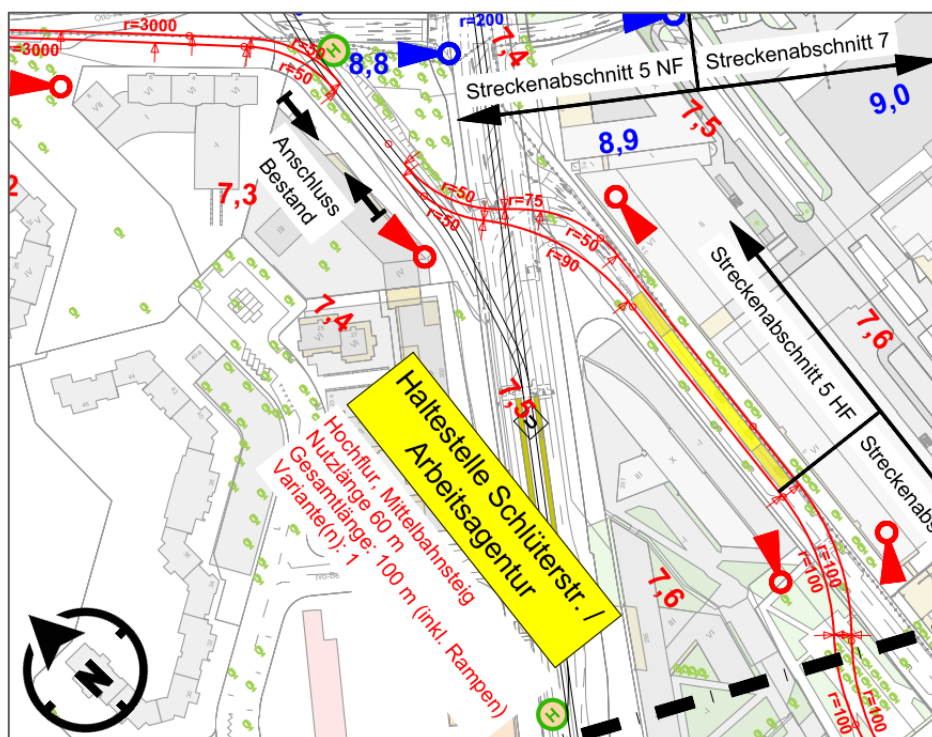 r=3000
r=3000
r=50
r=50
8,8
r=200
7,4
Streckenabschnitt 5 NF
Streckenabschnitt 7
9,0
7,5
8,9
Anschluss
Bestand
7,3
2
r=50
r=50
r=75
r=50
r=90
Streckenabschnitt 5 HF
7,6
Streckenabs
7,4
7,5
Haltestelle Schlüterstr. /
Arbeitsagentur
Hochflur, Mittelbahnsteig
Nutzlänge 60 m
Gesamtlänge: 100 m (inkl. Rampen)
Variante(n): 1
7,6
r=100
r=100
r=100
r=100
N
H
H